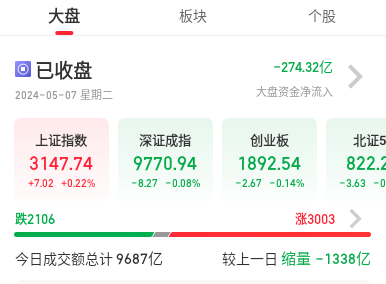 大盘 板块 个股
已收盘 -274.32亿
2024-05-07 星期二 大盘资金净流入
上证指数 深证成指 创业板 北证5
3147.74 9770.94 1892.54 822.2
+7.02 +0.22% -8.27 -0.08% -2.67 -0.14% -3.63 -0
跌2106 涨3003
今日成交额总计 9687亿 较上一日 缩量 -1338亿